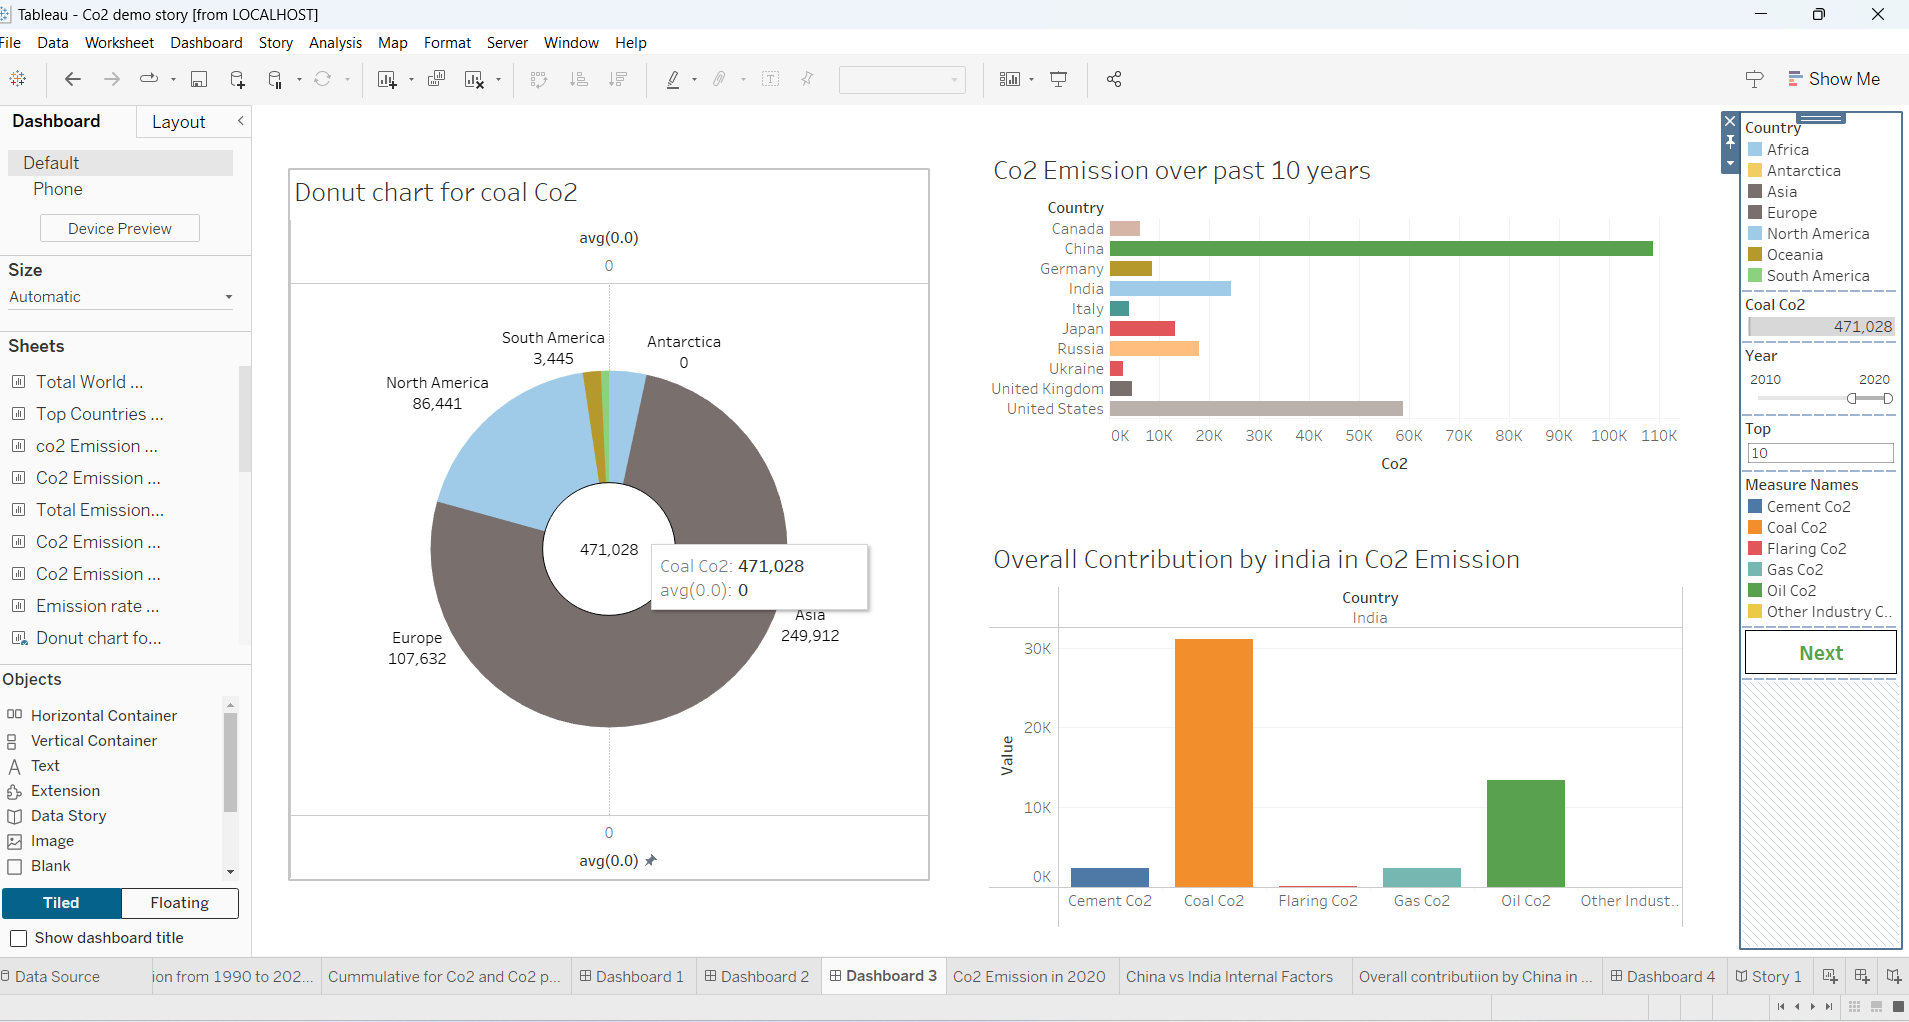 Tableau - Co2 demo story [from LOCALHOST]
File Data Worksheet Dashboard Story Analysis Map Format Server Window Help
Show Me
Dashboard Layout
Default
Phone
Device Preview
Size
Automatic
Sheets
Total World ...
Top Countries ...
co2 Emission ...
Co2 Emission ...
Total Emission...
Co2 Emission ...
Co2 Emission ...
Emission rate ...
Donut chart fo...
Objects
Horizontal Container
Vertical Container
Text
Extension
Data Story
Image
Blank
Tiled Floating
Show dashboard title
Donut chart for coal Co2
avg(0.0)
0
South America
3,445
Antarctica
0
North America
86,441
471,028
Coal Co2: 471,028
avg(0.0): 0
Asia
249,912
Europe
107,632
0
avg(0.0)
Co2 Emission over past 10 years
Country
Canada
China
Germany
India
Italy
Japan
Russia
Ukraine
United Kingdom
United States
0K 10K 20K 30K 40K 50K 60K 70K 80K 90K 100K 110K
Co2
Overall Contribution by india in Co2 Emission
Country
India
30K
20K
10K
0K
Value
Cement Co2 Coal Co2 Flaring Co2 Gas Co2 Oil Co2 Other Indust..
Country
Africa
Antarctica
Asia
Europe
North America
Oceania
South America
Coal Co2
471,028
Year
2010 2020
Top
10
Measure Names
Cement Co2
Coal Co2
Flaring Co2
Gas Co2
Oil Co2
Other Industry C..
Next
Data Source ion from 1990 to 202... Cummulative for Co2 and Co2 p... Dashboard 1 Dashboard 2 Dashboard 3 Co2 Emission in 2020 China vs India Internal Factors Overall contributiion by China in ... Dashboard 4 Story 1